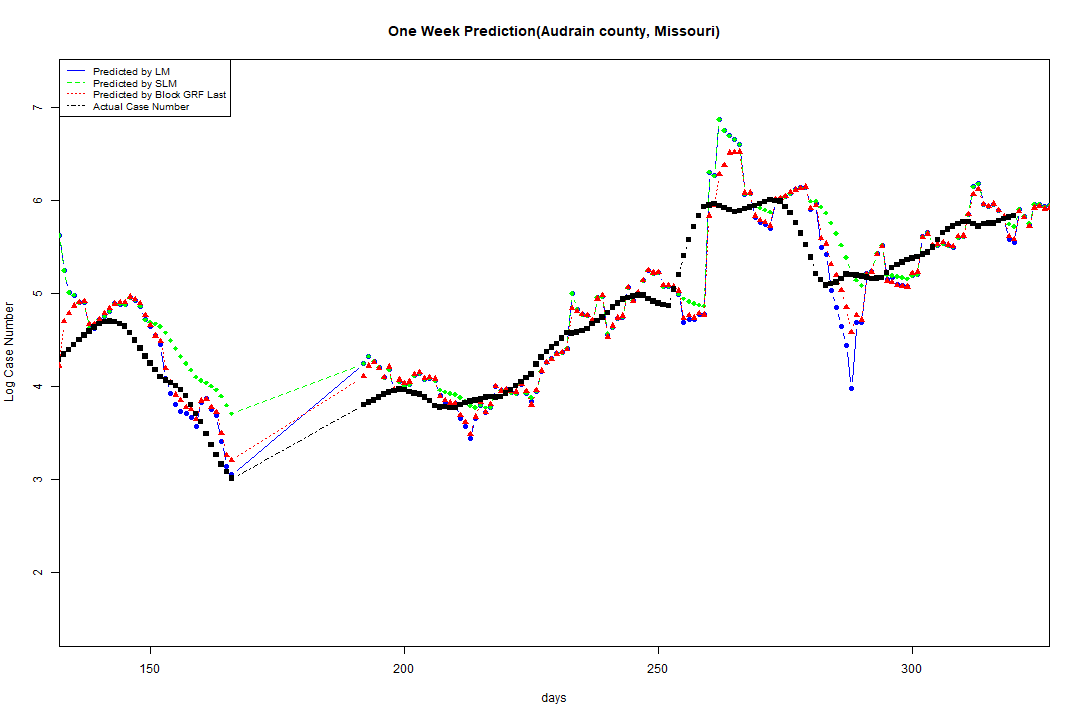 One Week Prediction(Audrain county, Missouri)
Predicted by LM
Predicted by SLM
Predicted by Block GRF Last
Actual Case Number
7
6
5
4
3
2
Log Case Number
150 200 250 300
days